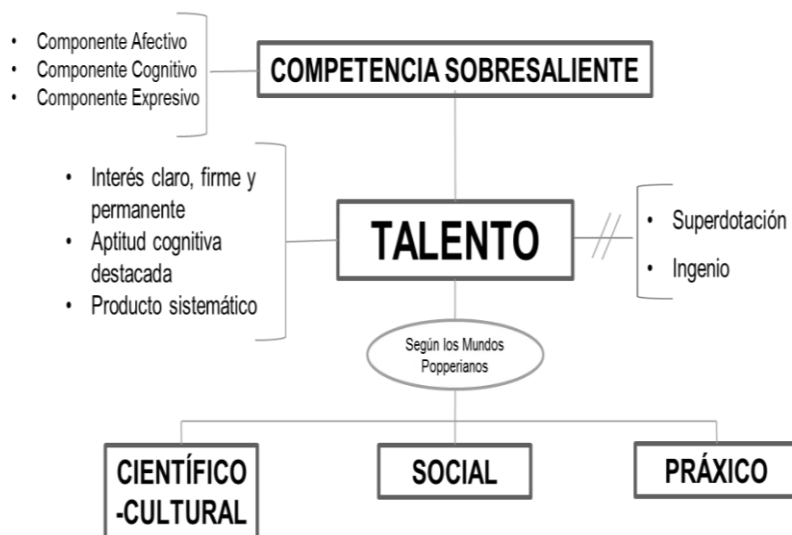 • Componente Afectivo
• Componente Cognitivo
• Componente Expresivo
COMPETENCIA SOBRESALIENTE
• Interés claro, firme y
permanente
• Aptitud cognitiva
destacada
• Producto sistemático
TALENTO
• Superdotación
• Ingenio
Según los Mundos
Popperianos
CIENTÍFICO
-CULTURAL
SOCIAL
PRÁXICO